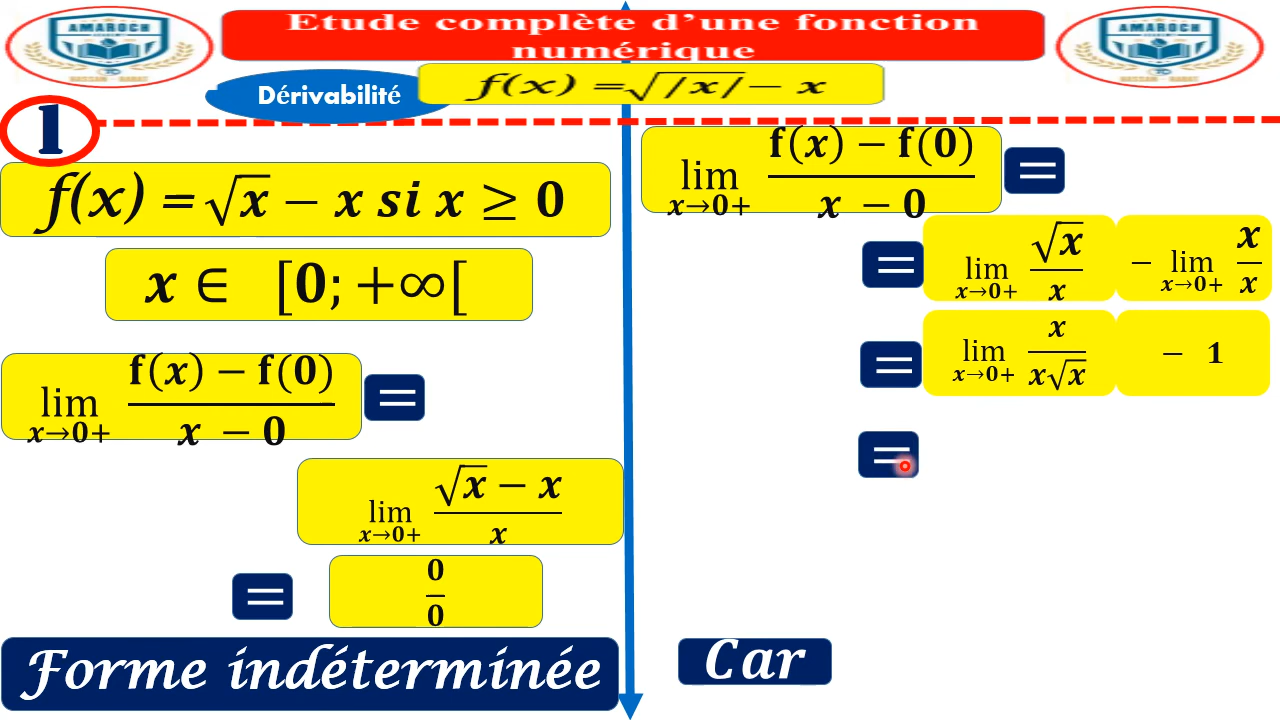 AMAROCH
Etude complète d'une fonction
numérique
AMAROCH
Dérivabilité
f(x) = √/x/ − x
1
f(x) = √x − x si x ≥ 0
x ∈ [0; +∞[
lim x→0+ (f(x) − f(0)) / (x − 0) =
lim x→0+ (√x − x) / x
= 0/0
Forme indéterminée
lim x→0+ (f(x) − f(0)) / (x − 0) =
= lim x→0+ √x / x − lim x→0+ x / x
= lim x→0+ x / (x√x) − 1
=
Car